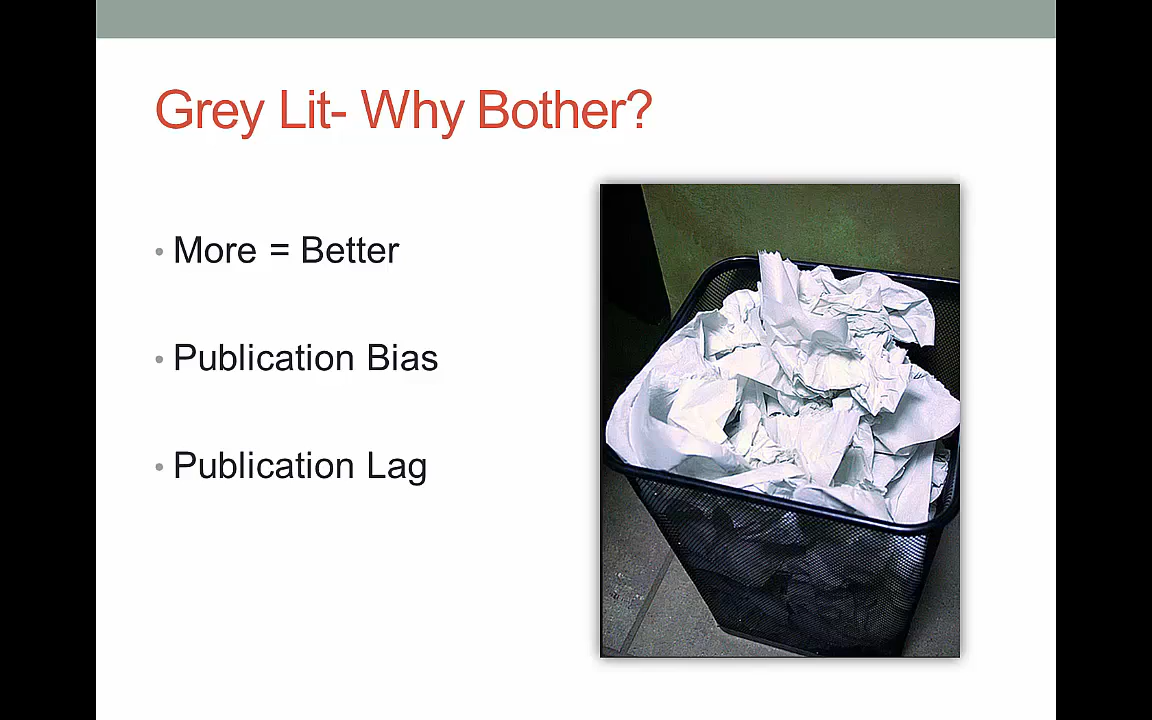 Grey Lit- Why Bother?
• More = Better
• Publication Bias
• Publication Lag